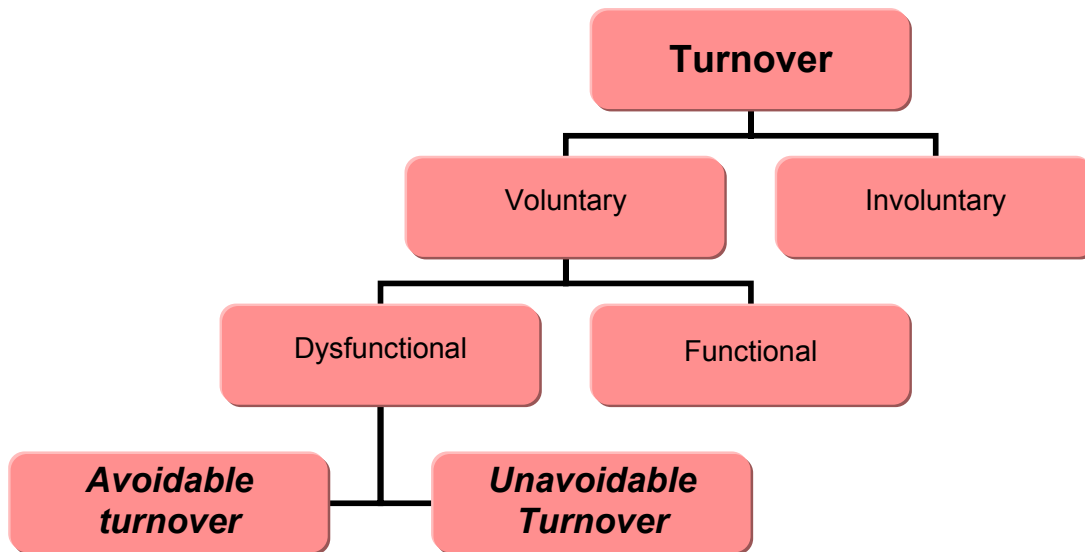 Turnover
Voluntary
Involuntary
Dysfunctional
Functional
Avoidable
turnover
Unavoidable
Turnover